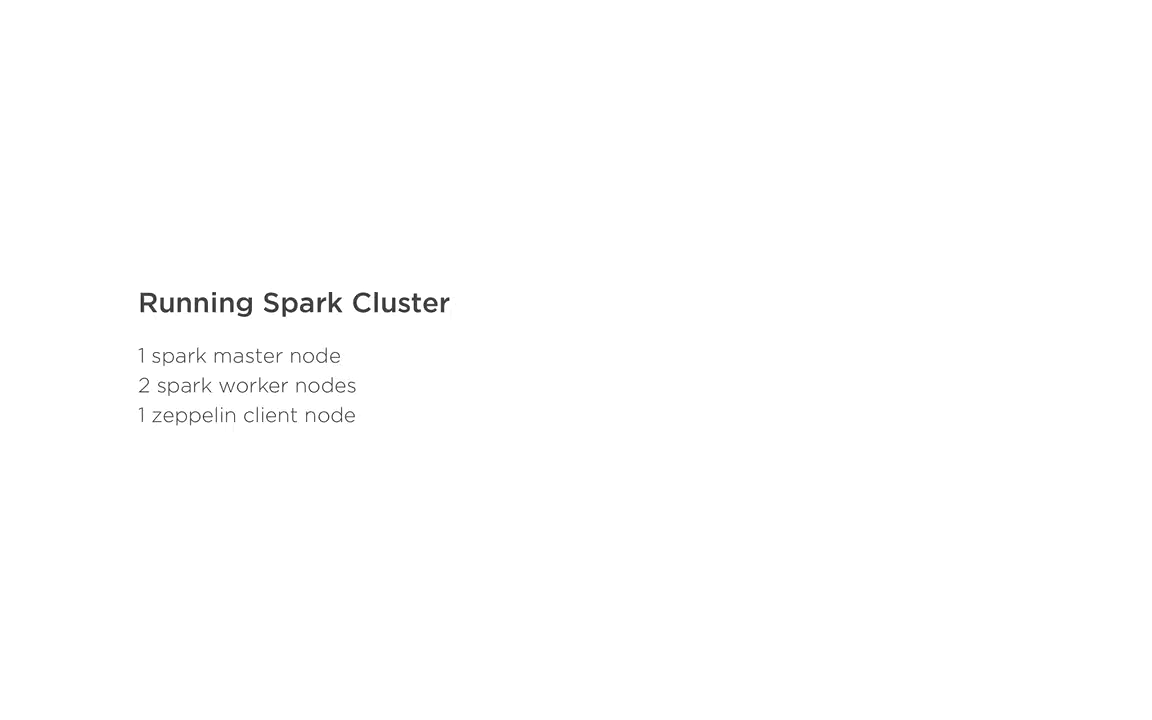 Running Spark Cluster
1 spark master node
2 spark worker nodes
1 zeppelin client node